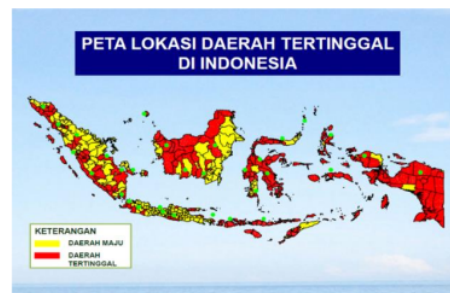 PETA LOKASI DAERAH TERTINGGAL
DI INDONESIA
KETERANGAN
DAERAH MAJU
DAERAH
TERTINGGAL